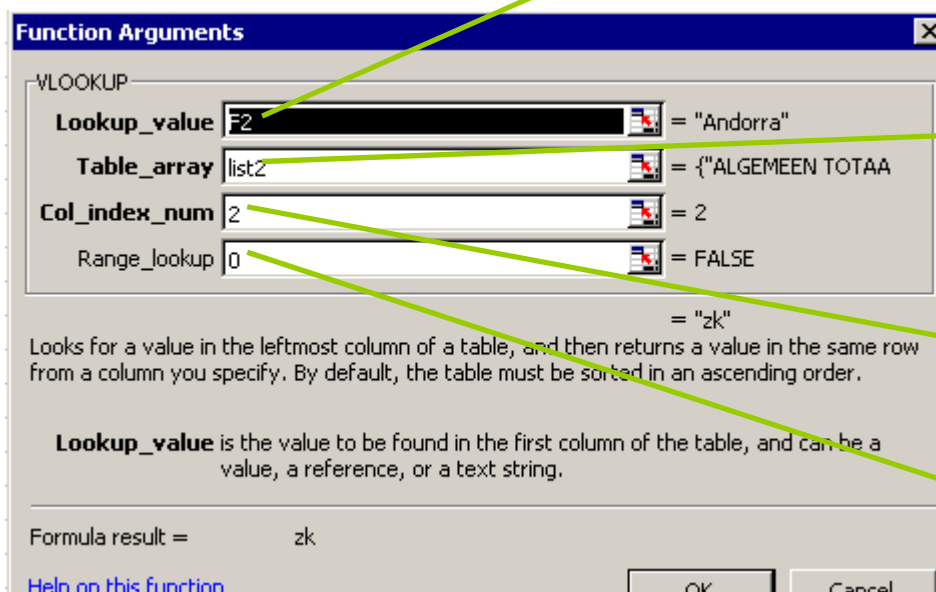 Function Arguments
VLOOKUP
Lookup_value F2 = "Andorra"
Table_array list2 = {"ALGEMEEN TOTAA
Col_index_num 2 = 2
Range_lookup 0 = FALSE
= "zk"
Looks for a value in the leftmost column of a table, and then returns a value in the same row
from a column you specify. By default, the table must be sorted in an ascending order.
Lookup_value is the value to be found in the first column of the table, and can be a
value, a reference, or a text string.
Formula result = zk
Help on this function OK Cancel